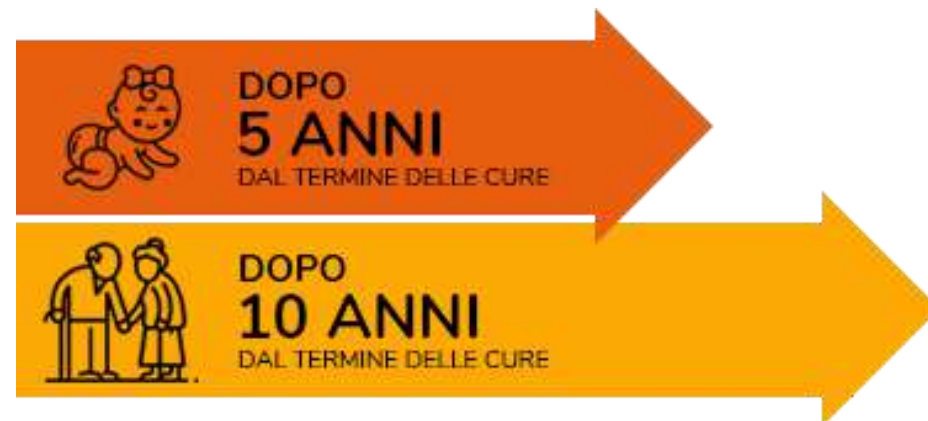 DOPO
5 ANNI
DAL TERMINE DELLE CURE
DOPO
10 ANNI
DAL TERMINE DELLE CURE